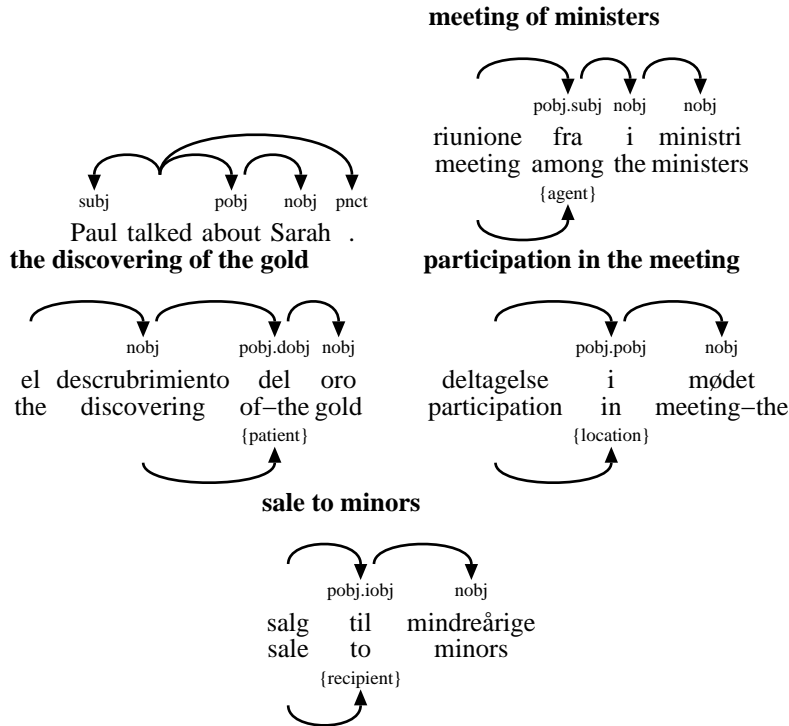 meeting of ministers
pobj.subj nobj nobj
riunione fra i ministri
meeting among the ministers
{agent}
subj pobj nobj pnct
Paul talked about Sarah .
the discovering of the gold
nobj pobj.dobj nobj
el descrubrimiento del oro
the discovering of–the gold
{patient}
participation in the meeting
pobj.pobj nobj
deltagelse i mødet
participation in meeting–the
{location}
sale to minors
pobj.iobj nobj
salg til mindreårige
sale to minors
{recipient}